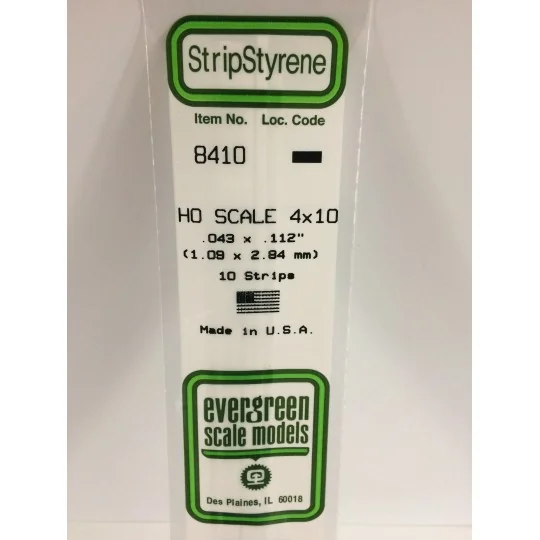 StripStyrene
Item No. Loc. Code
8410
HO SCALE 4x10
.043 x .112"
(1.09 x 2.84 mm)
10 Strips
Made in U.S.A.
evergreen
scale models
Des Plaines, IL 60018